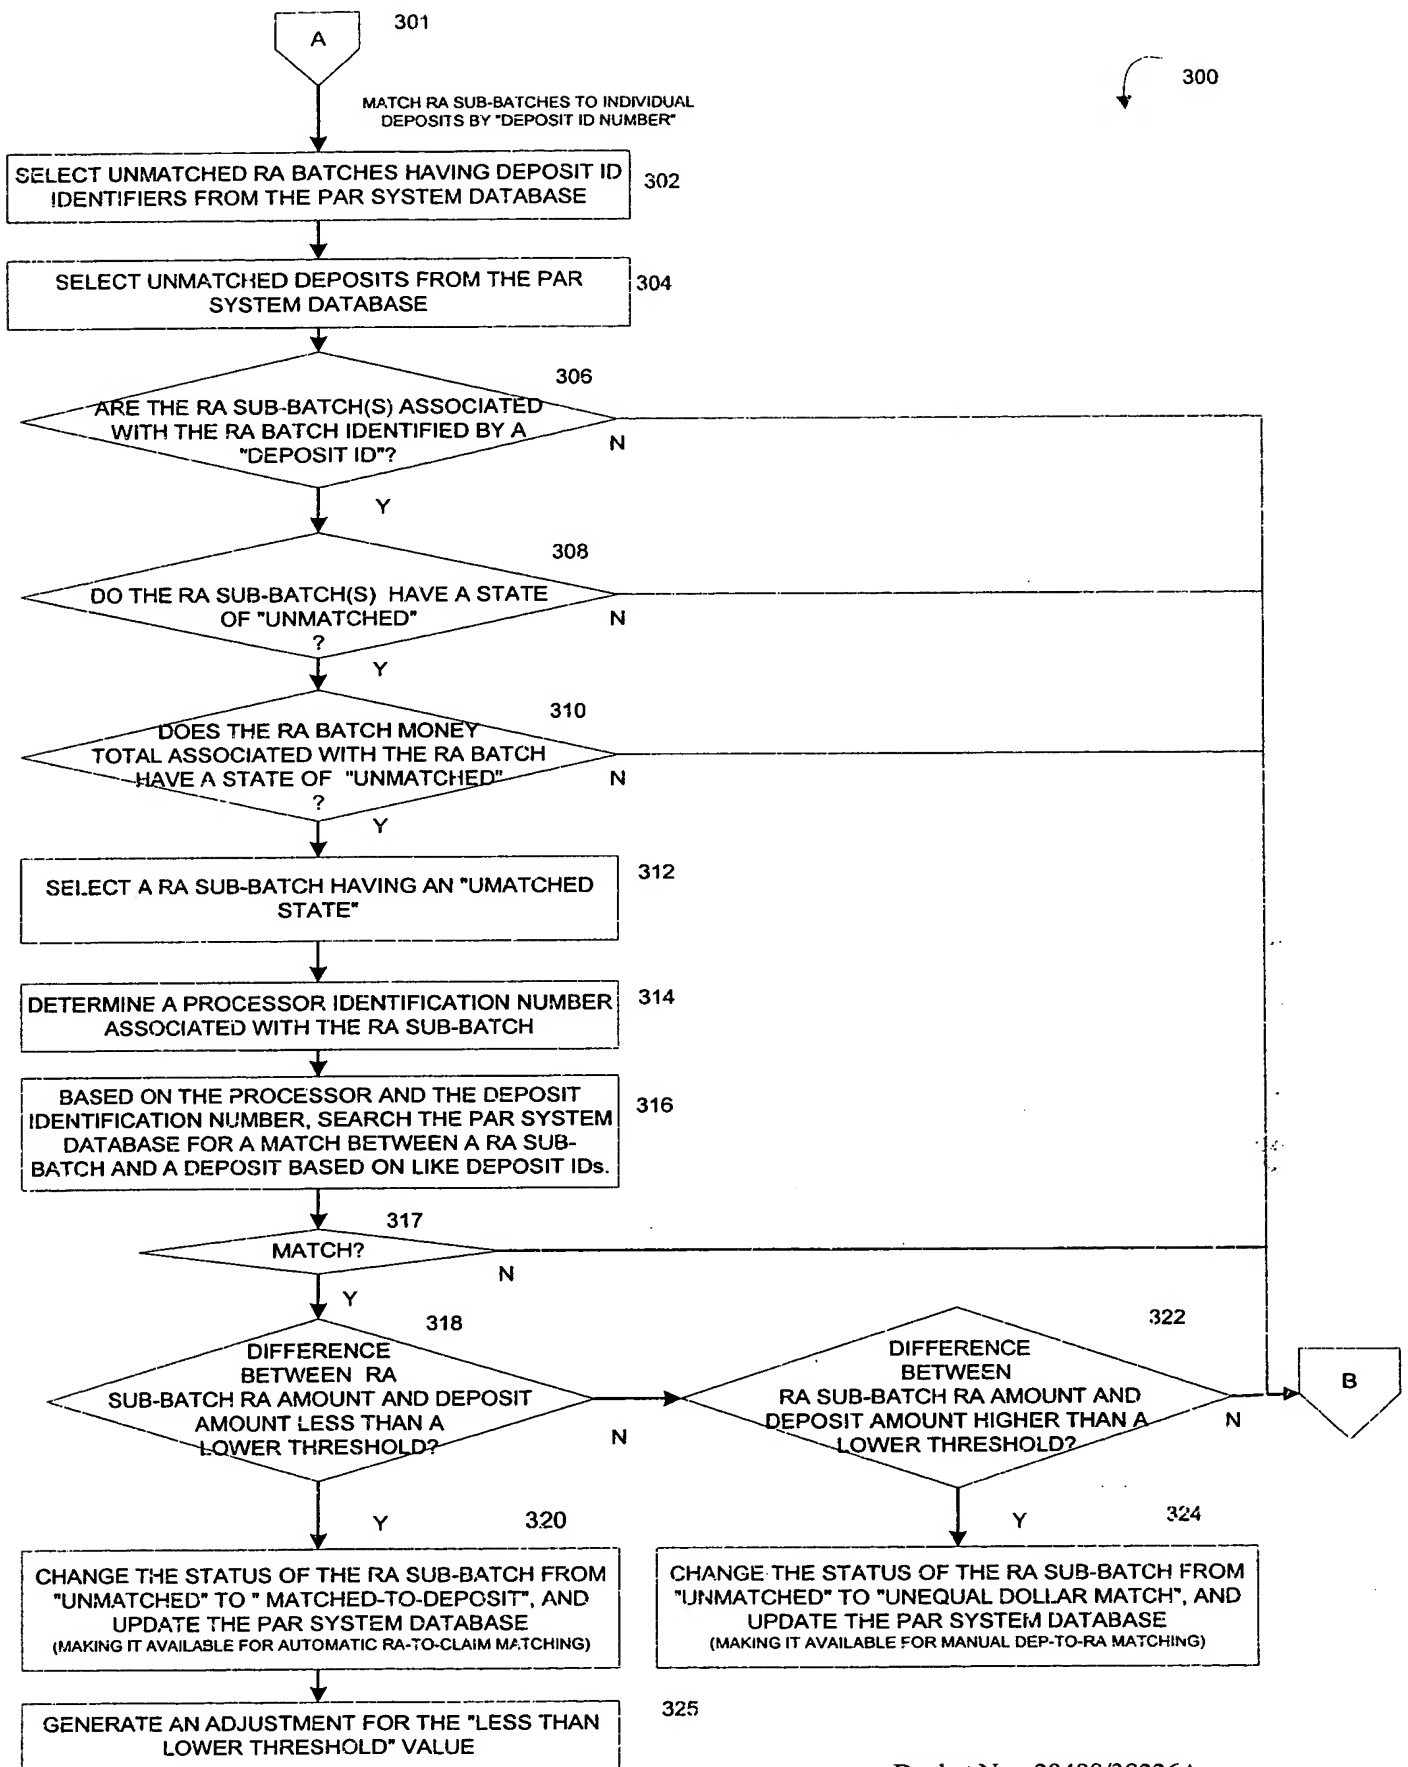 A
301
300
MATCH RA SUB-BATCHES TO INDIVIDUAL
DEPOSITS BY "DEPOSIT ID NUMBER"
SELECT UNMATCHED RA BATCHES HAVING DEPOSIT ID
IDENTIFIERS FROM THE PAR SYSTEM DATABASE
302
SELECT UNMATCHED DEPOSITS FROM THE PAR
SYSTEM DATABASE
304
306
ARE THE RA SUB-BATCH(S) ASSOCIATED
WITH THE RA BATCH IDENTIFIED BY A
"DEPOSIT ID"?
N
Y
308
DO THE RA SUB-BATCH(S) HAVE A STATE
OF "UNMATCHED"
?
N
Y
310
DOES THE RA BATCH MONEY
TOTAL ASSOCIATED WITH THE RA BATCH
HAVE A STATE OF "UNMATCHED"
?
N
Y
SELECT A RA SUB-BATCH HAVING AN "UMATCHED
STATE"
312
DETERMINE A PROCESSOR IDENTIFICATION NUMBER
ASSOCIATED WITH THE RA SUB-BATCH
314
BASED ON THE PROCESSOR AND THE DEPOSIT
IDENTIFICATION NUMBER, SEARCH THE PAR SYSTEM
DATABASE FOR A MATCH BETWEEN A RA SUB-
BATCH AND A DEPOSIT BASED ON LIKE DEPOSIT IDs.
316
317
MATCH?
N
Y
318
DIFFERENCE
BETWEEN RA
SUB-BATCH RA AMOUNT AND DEPOSIT
AMOUNT LESS THAN A
LOWER THRESHOLD?
N
322
DIFFERENCE
BETWEEN
RA SUB-BATCH RA AMOUNT AND
DEPOSIT AMOUNT HIGHER THAN A
LOWER THRESHOLD?
N
B
Y
320
CHANGE THE STATUS OF THE RA SUB-BATCH FROM
"UNMATCHED" TO " MATCHED-TO-DEPOSIT", AND
UPDATE THE PAR SYSTEM DATABASE
(MAKING IT AVAILABLE FOR AUTOMATIC RA-TO-CLAIM MATCHING)
Y
324
CHANGE THE STATUS OF THE RA SUB-BATCH FROM
"UNMATCHED" TO "UNEQUAL DOLLAR MATCH", AND
UPDATE THE PAR SYSTEM DATABASE
(MAKING IT AVAILABLE FOR MANUAL DEP-TO-RA MATCHING)
325
GENERATE AN ADJUSTMENT FOR THE "LESS THAN
LOWER THRESHOLD" VALUE